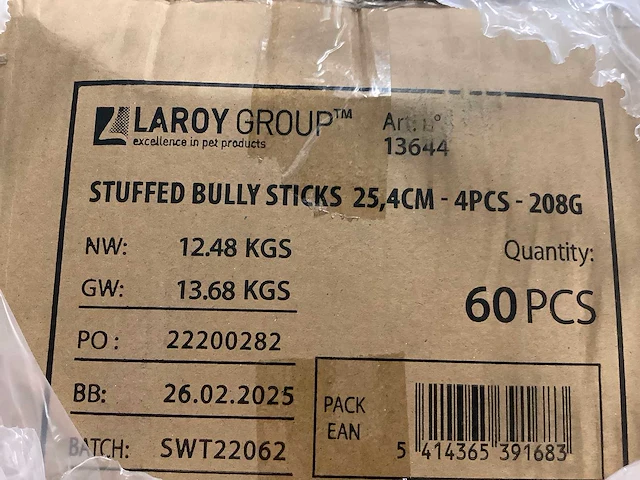 LAROY GROUP™
excellence in pet products
Art. n°
13644
STUFFED BULLY STICKS 25,4CM - 4PCS - 208G
NW: 12.48 KGS
GW: 13.68 KGS
Quantity:
60 PCS
PO : 22200282
BB: 26.02.2025
BATCH: SWT22062
PACK
EAN
5 414365 391683